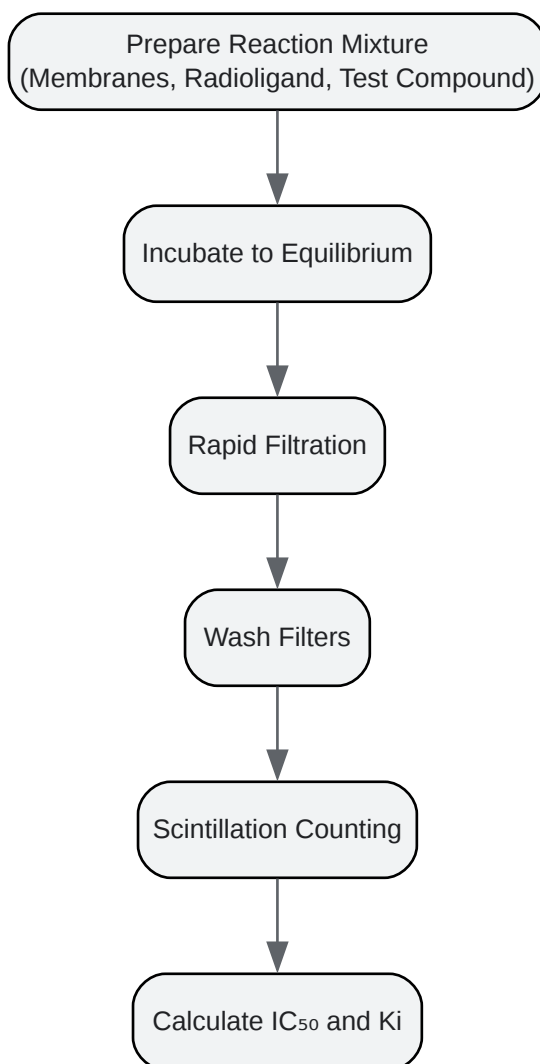 Prepare Reaction Mixture
(Membranes, Radioligand, Test Compound)
Incubate to Equilibrium
Rapid Filtration
Wash Filters
Scintillation Counting
Calculate IC₅₀ and Ki